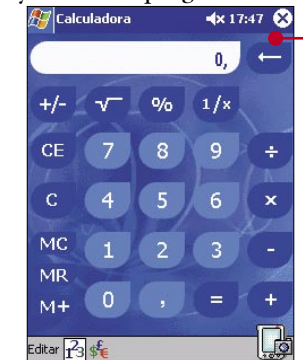 Calculadora 17:47
0,
+/- √ % 1/x
CE 7 8 9 ÷
C 4 5 6 ×
MC 1 2 3 -
MR
M+ 0 , = +
Editar 123 $£€